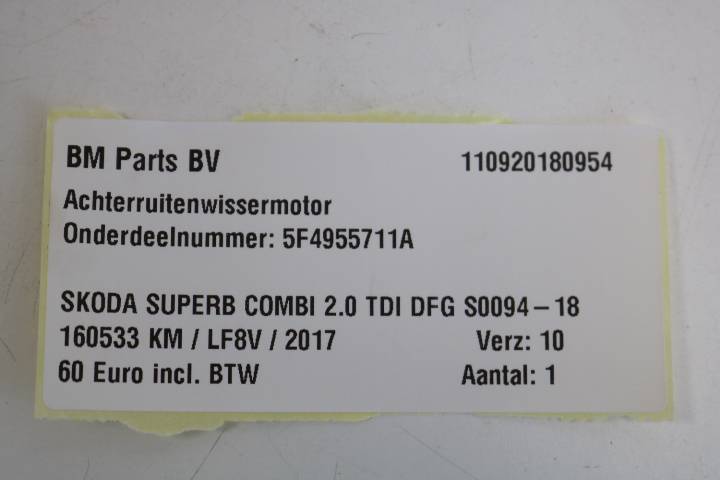 BM Parts BV 110920180954
Achterruitenwissermotor
Onderdeelnummer: 5F4955711A
SKODA SUPERB COMBI 2.0 TDI DFG S0094-18
160533 KM / LF8V / 2017 Verz: 10
60 Euro incl. BTW Aantal: 1